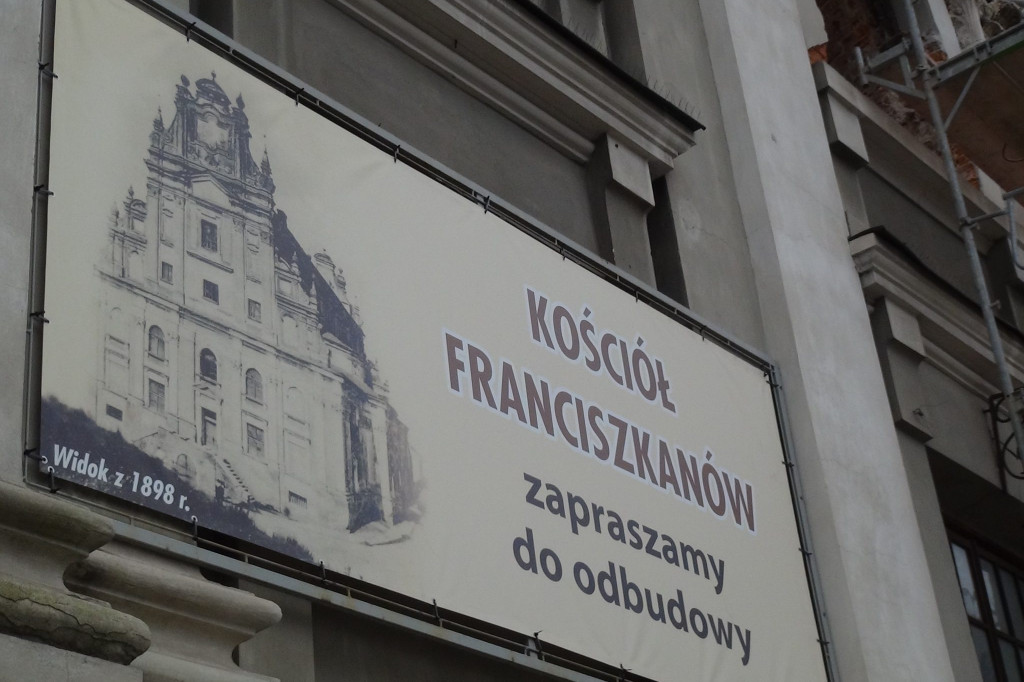 KOŚCIÓŁ
FRANCISZKANÓW
zapraszamy
do odbudowy
Widok z 1898 r.